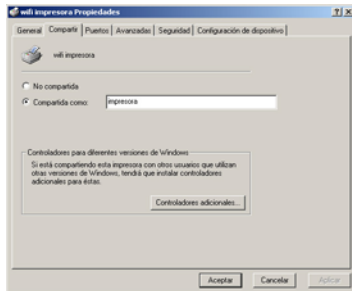 wifi impresora Propiedades
General Compartir Puertos Avanzadas Seguridad Configuración de dispositivo
wifi impresora
No compartida
Compartida como: impresora
Controladores para diferentes versiones de Windows
Si está compartiendo esta impresora con otros usuarios que utilizan
otras versiones de Windows, tendrá que instalar controladores
adicionales para éstas.
Controladores adicionales...
Aceptar Cancelar Aplicar